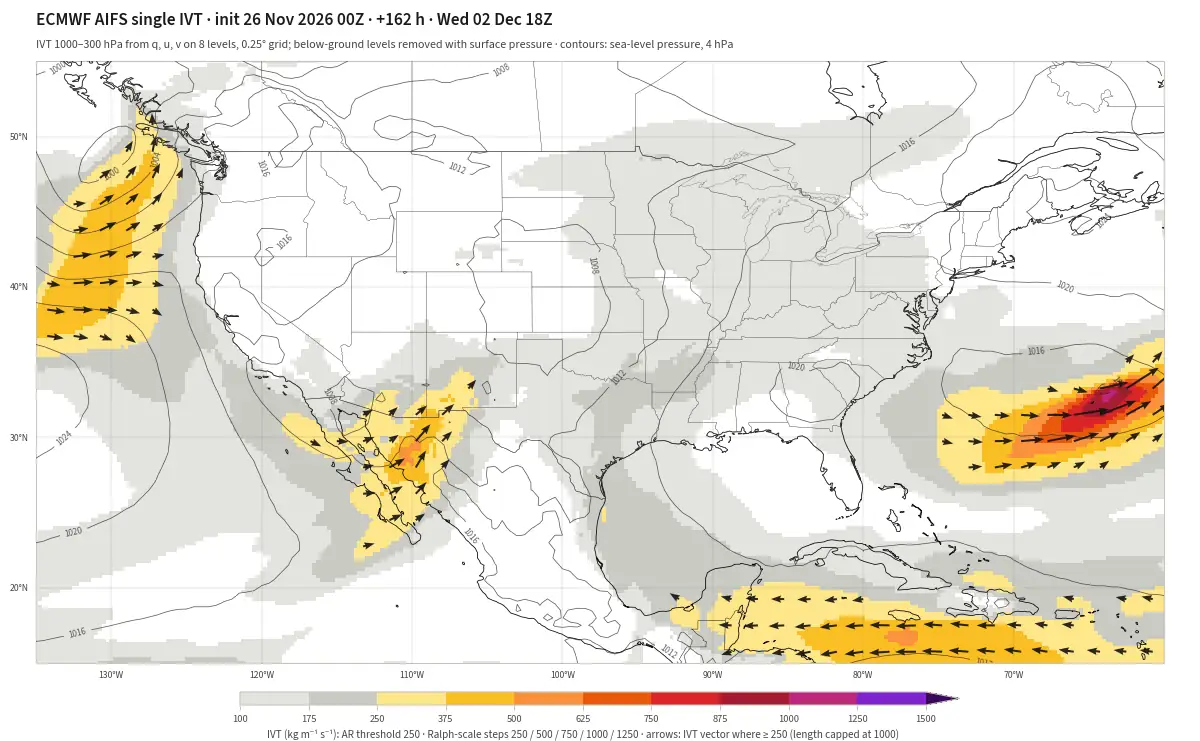 ECMWF AIFS single IVT · init 26 Nov 2026 00Z · +162 h · Wed 02 Dec 18Z
IVT 1000–300 hPa from q, u, v on 8 levels, 0.25° grid; below-ground levels removed with surface pressure · contours: sea-level pressure, 4 hPa
1000
1008
50°N
1016
1004
1000
1016
1012
1016
1016
1008
40°N
1020
1016
1012
1020
1008
30°N
1024
1020
1016
20°N
1016
1012
1012
130°W 120°W 110°W 100°W 90°W 80°W 70°W
100 175 250 375 500 625 750 875 1000 1250 1500
IVT (kg m⁻¹ s⁻¹): AR threshold 250 · Ralph-scale steps 250 / 500 / 750 / 1000 / 1250 · arrows: IVT vector where ≥ 250 (length capped at 1000)